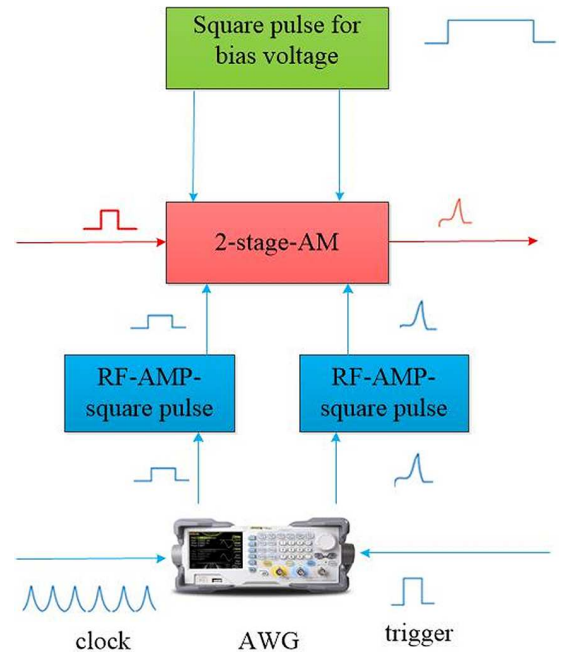 Square pulse for
bias voltage
2-stage-AM
RF-AMP-
square pulse
RF-AMP-
square pulse
clock
AWG
trigger